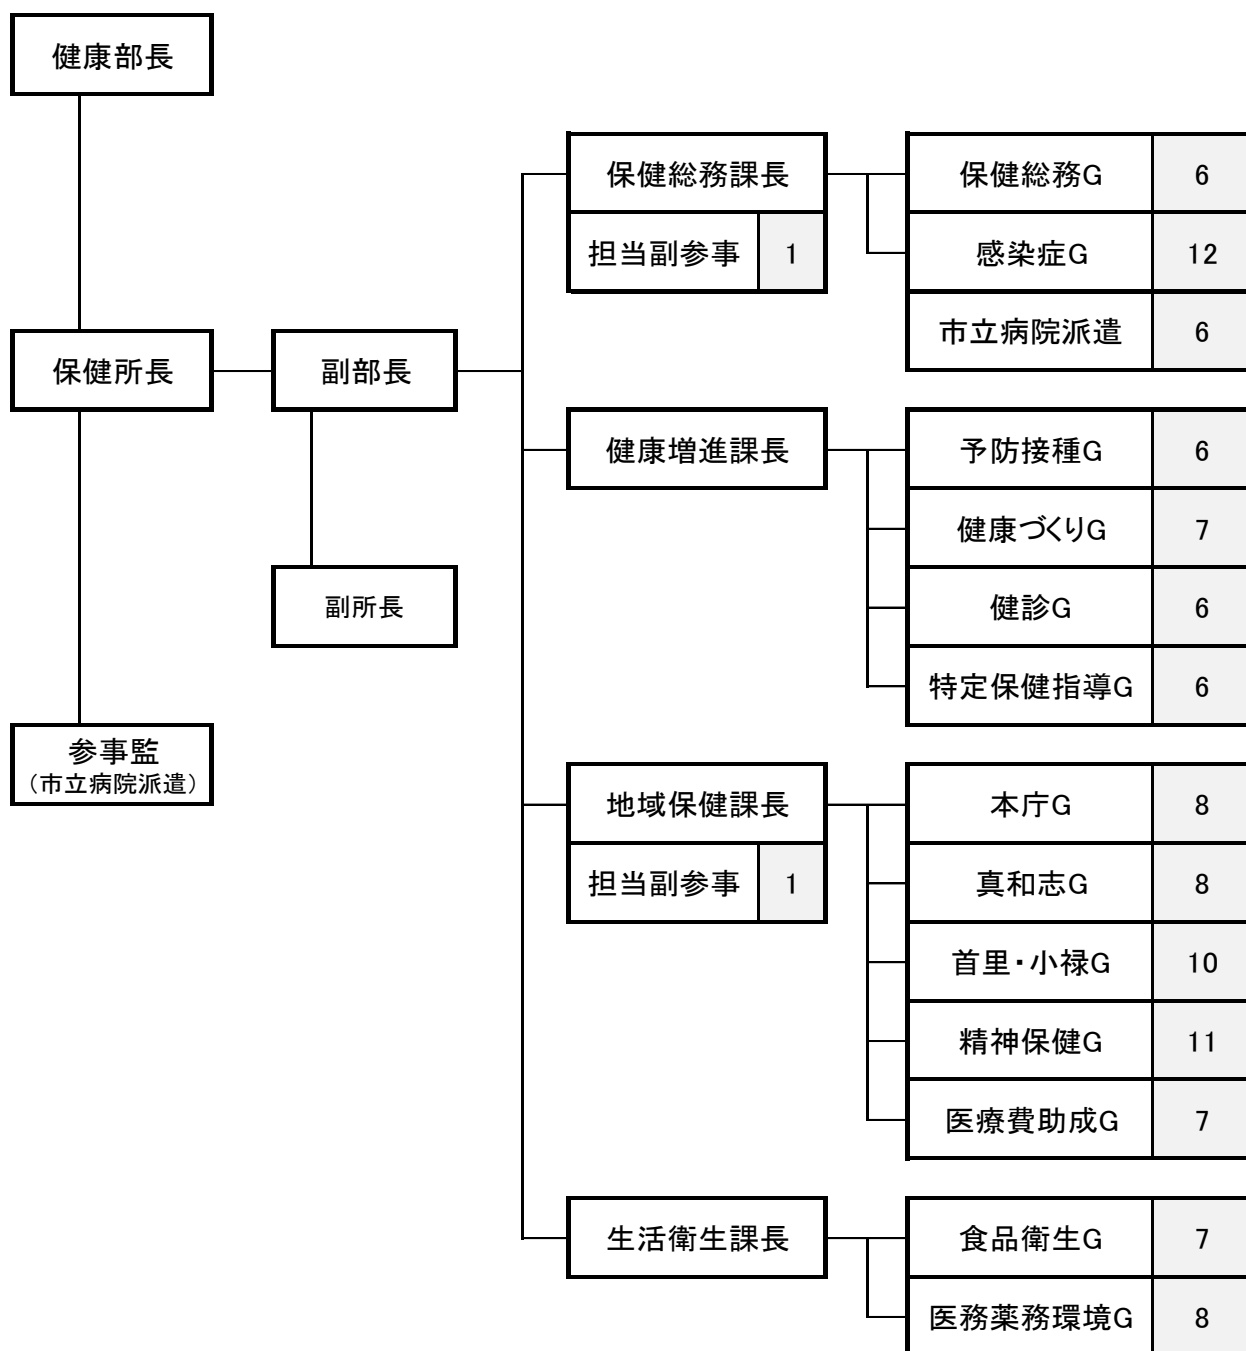 健康部長
保健総務課長
保健総務G 6
担当副参事 1
感染症G 12
市立病院派遣 6
保健所長
副部長
健康増進課長
予防接種G 6
健康づくりG 7
副所長
健診G 6
特定保健指導G 6
参事監
（市立病院派遣）
地域保健課長
本庁G 8
担当副参事 1
真和志G 8
首里・小禄G 10
精神保健G 11
医療費助成G 7
生活衛生課長
食品衛生G 7
医務薬務環境G 8